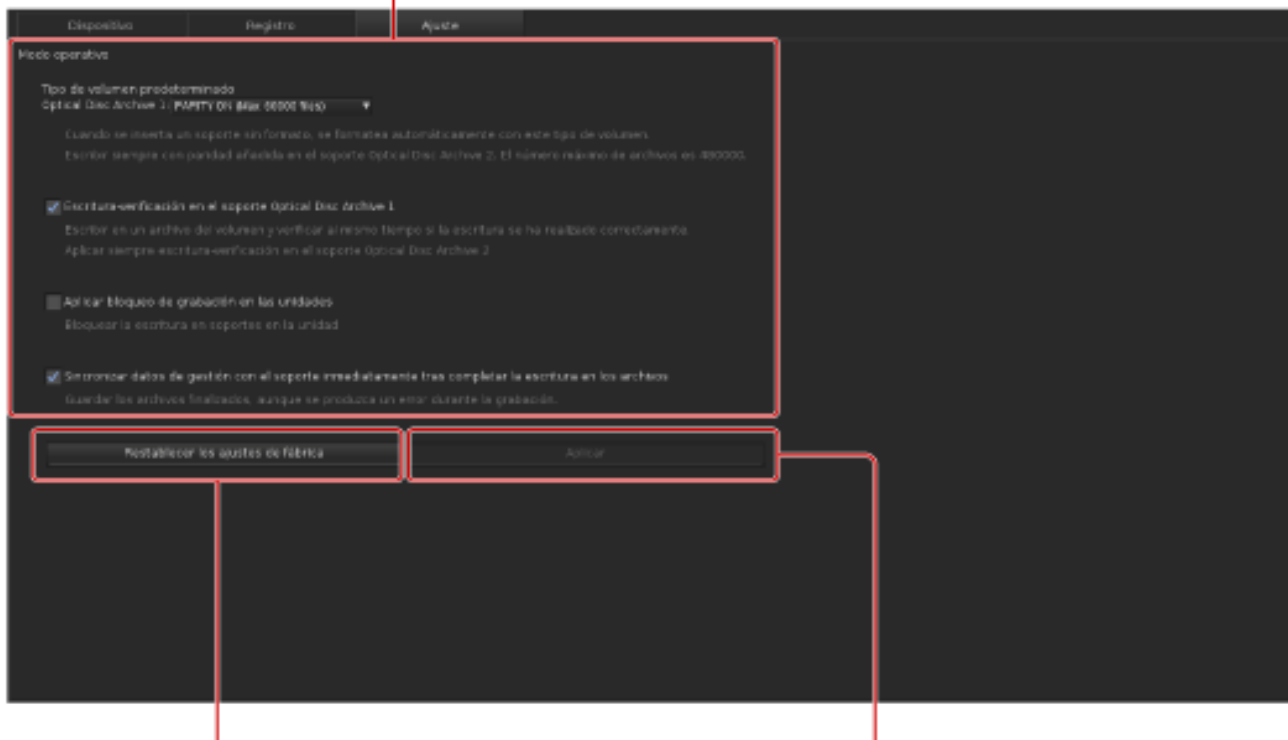 Dispositivo
Registro
Ajuste
Modo operativo
Tipo de volumen predeterminado
Optical Disc Archive 1: PARITY ON (Max 60000 files)
Cuando se inserta un soporte sin formato, se formatea automáticamente con este tipo de volumen.
Escribir siempre con paridad añadida en el soporte Optical Disc Archive 2. El número máximo de archivos es 480000.
Escritura-verificación en el soporte Optical Disc Archive 1
Escribir en un archivo del volumen y verificar al mismo tiempo si la escritura se ha realizado correctamente.
Aplicar siempre escritura-verificación en el soporte Optical Disc Archive 2
Aplicar bloqueo de grabación en las unidades
Bloquear la escritura en soportes en la unidad
Sincronizar datos de gestión con el soporte inmediatamente tras completar la escritura en los archivos
Guardar los archivos finalizados, aunque se produzca un error durante la grabación.
Restablecer los ajustes de fábrica
Aplicar